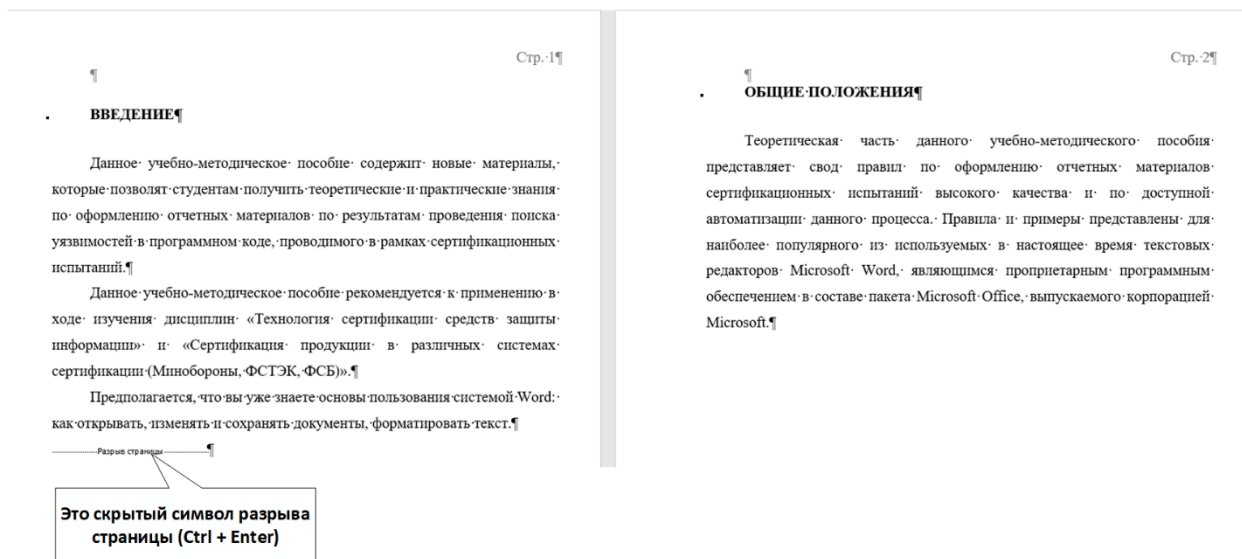 Стр.·1¶
¶
ВВЕДЕНИЕ¶
Данное· учебно-методическое· пособие· содержит· новые· материалы,·
которые·позволят·студентам·получить·теоретические·и·практические·знания·
по· оформлению· отчетных· материалов· по· результатам· проведения· поиска·
уязвимостей·в·программном·коде,·проводимого·в·рамках·сертификационных·
испытаний.¶
Данное·учебно-методическое·пособие·рекомендуется·к·применению·в·
ходе· изучения· дисциплин· «Технология· сертификации· средств· защиты·
информации»· и· «Сертификация· продукции· в· различных· системах·
сертификации·(Минобороны,·ФСТЭК,·ФСБ)».¶
Предполагается,·что·вы·уже·знаете·основы·пользования·системой·Word:·
как·открывать,·изменять·и·сохранять·документы,·форматировать·текст.¶
Разрыв страницы¶
Это скрытый символ разрыва
страницы (Ctrl + Enter)
Стр.·2¶
¶
ОБЩИЕ·ПОЛОЖЕНИЯ¶
Теоретическая· часть· данного· учебно-методического· пособия·
представляет· свод· правил· по· оформлению· отчетных· материалов·
сертификационных· испытаний· высокого· качества· и· по· доступной·
автоматизации· данного· процесса.· Правила· и· примеры· представлены· для·
наиболее· популярного· из· используемых· в· настоящее· время· текстовых·
редакторов· Microsoft· Word,· являющимся· проприетарным· программным·
обеспечением·в·составе·пакета·Microsoft·Office,·выпускаемого·корпорацией·
Microsoft.¶